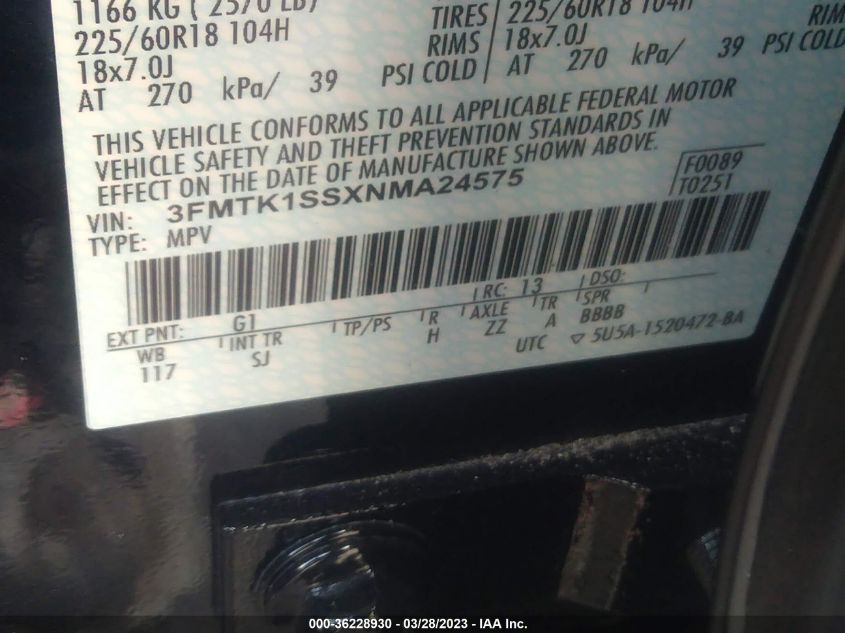 1166 KG ( 2570 LB)
225/60R18 104H TIRES 225/60R18 104H
18x7.0J RIMS 18x7.0J RIM
AT 270 kPa/ 39 PSI COLD AT 270 kPa/ 39 PSI COLD
THIS VEHICLE CONFORMS TO ALL APPLICABLE FEDERAL MOTOR
VEHICLE SAFETY AND THEFT PREVENTION STANDARDS IN
EFFECT ON THE DATE OF MANUFACTURE SHOWN ABOVE.
F0089
T0251
VIN: 3FMTK1SSXNMA24575
TYPE: MPV
RC: 13 DSO:
EXT PNT: G1
WB INT TR TP/PS R AXLE TR SPR
117 SJ H ZZ A BBBB
UTC ▽ 5U5A-1520472-BA
000-36228930 - 03/28/2023 - IAA Inc.